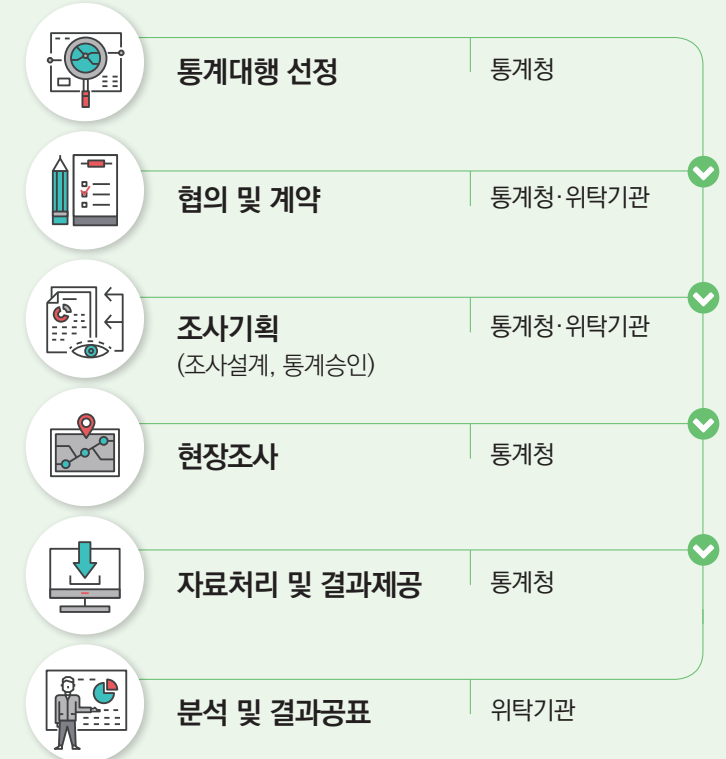 통계대행 선정
통계청
협의 및 계약
통계청·위탁기관
조사기획
(조사설계, 통계승인)
통계청·위탁기관
현장조사
통계청
자료처리 및 결과제공
통계청
분석 및 결과공표
위탁기관